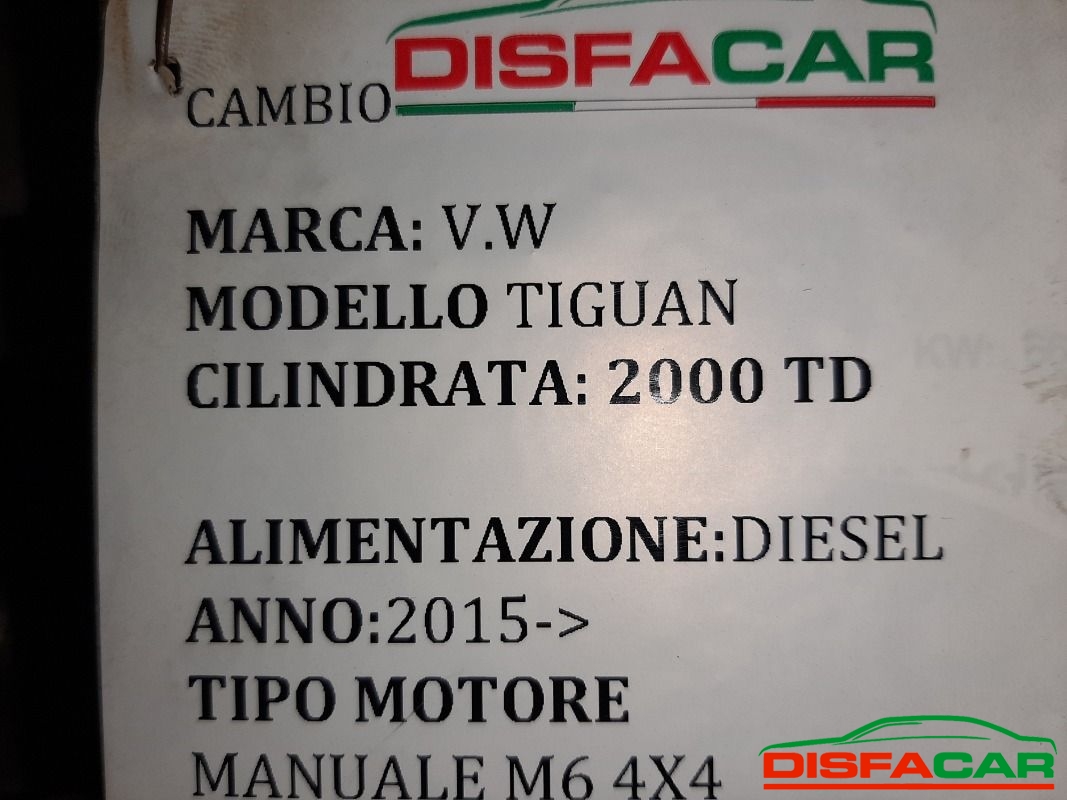 DISFACAR
CAMBIO
MARCA: V.W
MODELLO TIGUAN
CILINDRATA: 2000 TD
ALIMENTAZIONE:DIESEL
ANNO:2015->
TIPO MOTORE
MANUALE M6 4X4
DISFACAR